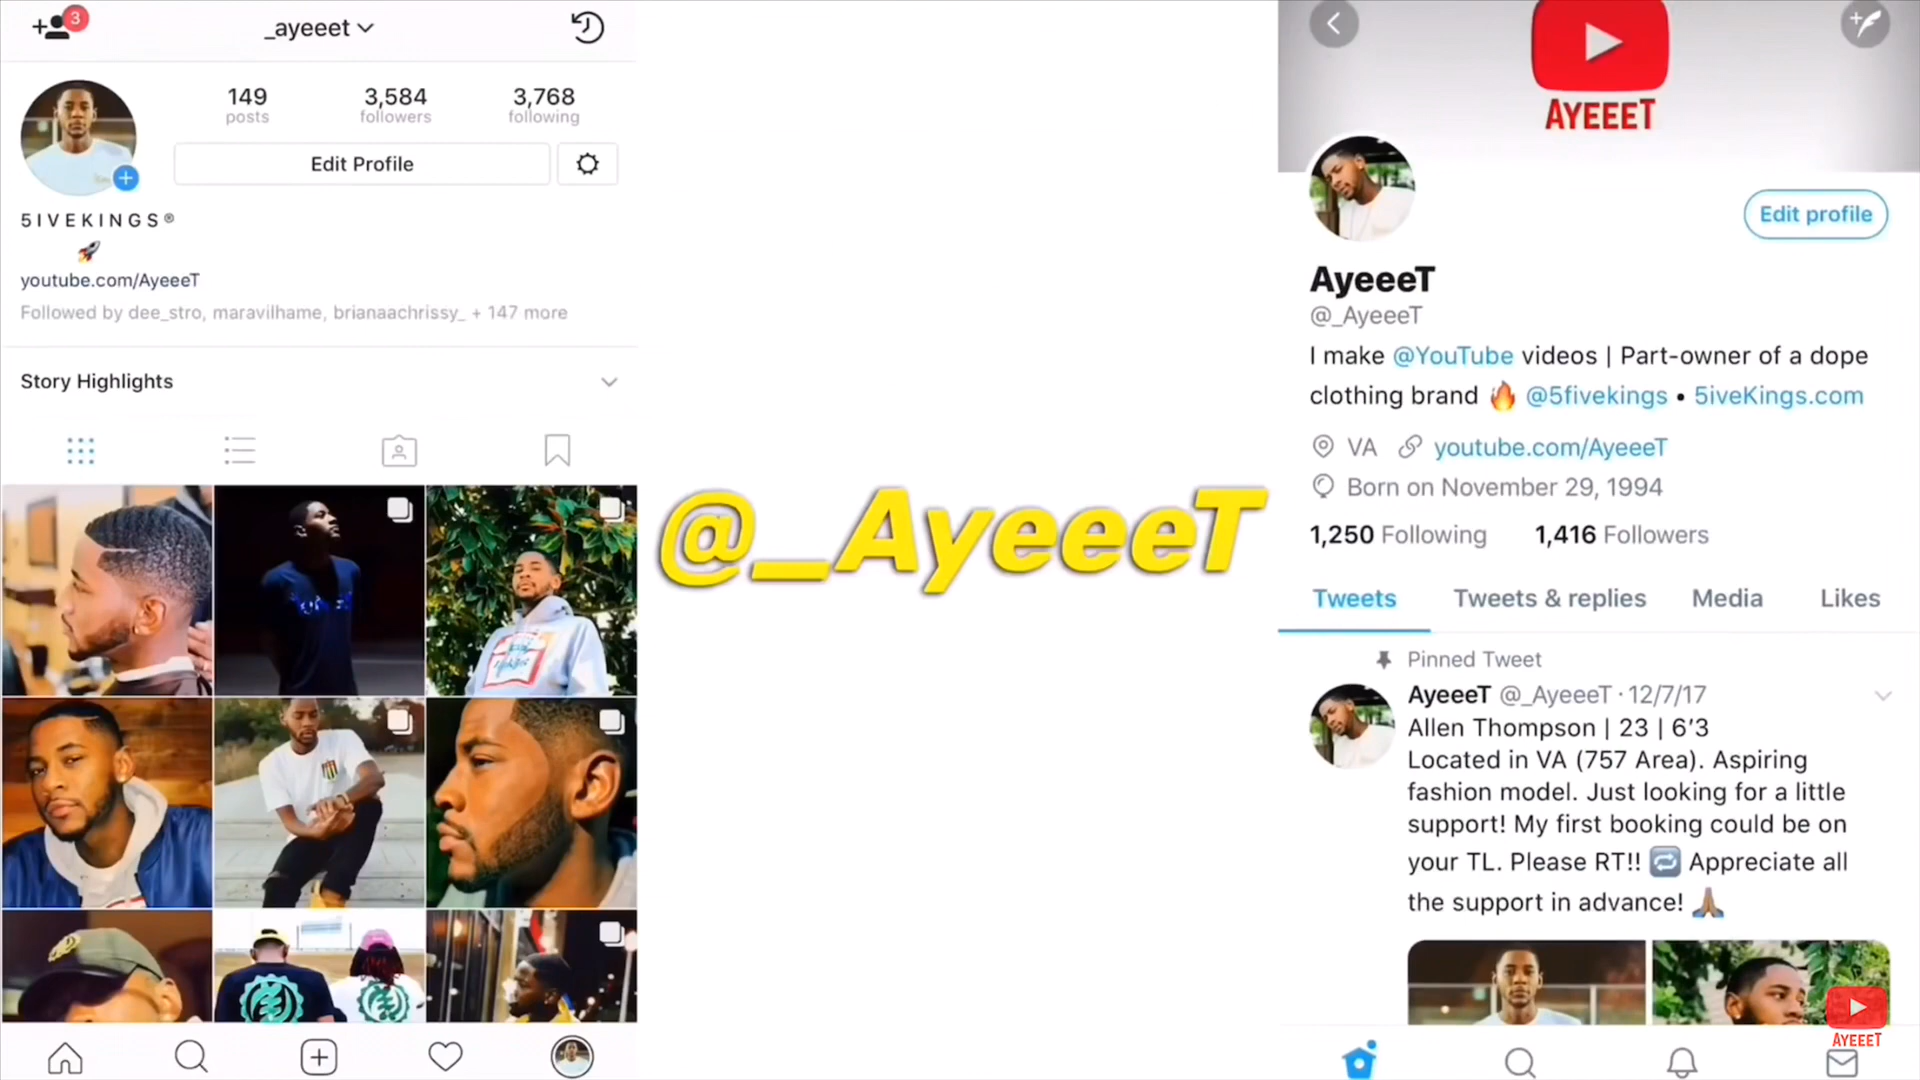 3
_ayeeet
149
3,584
3,768
posts
followers
following
Edit Profile
5IVEKINGS®
youtube.com/AyeeeT
Followed by dee_stro, maravilhame, brianaachrissy_ + 147 more
Story Highlights
@_AyeeeT
AYEEET
Edit profile
AyeeeT
@_AyeeeT
I make @YouTube videos | Part-owner of a dope
clothing brand 🔥 @5fivekings • 5iveKings.com
VA youtube.com/AyeeeT
Born on November 29, 1994
1,250 Following 1,416 Followers
Tweets Tweets & replies Media Likes
Pinned Tweet
AyeeeT @_AyeeeT · 12/7/17
Allen Thompson | 23 | 6’3
Located in VA (757 Area). Aspiring
fashion model. Just looking for a little
support! My first booking could be on
your TL. Please RT!! 🔁 Appreciate all
the support in advance! 🙏🏽
AYEEET